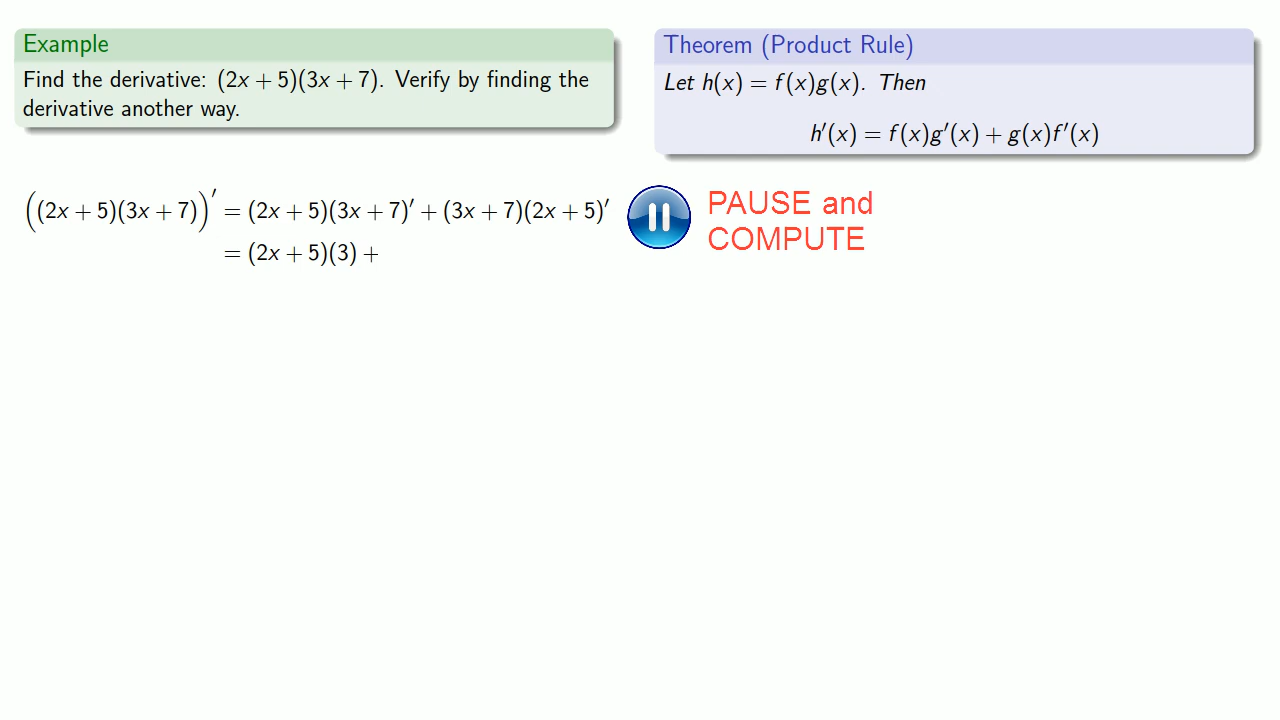 Example
Find the derivative: (2x + 5)(3x + 7). Verify by finding the
derivative another way.
Theorem (Product Rule)
Let h(x) = f(x)g(x). Then
h′(x) = f(x)g′(x) + g(x)f′(x)
((2x + 5)(3x + 7))′ = (2x + 5)(3x + 7)′ + (3x + 7)(2x + 5)′
= (2x + 5)(3) +
PAUSE and
COMPUTE